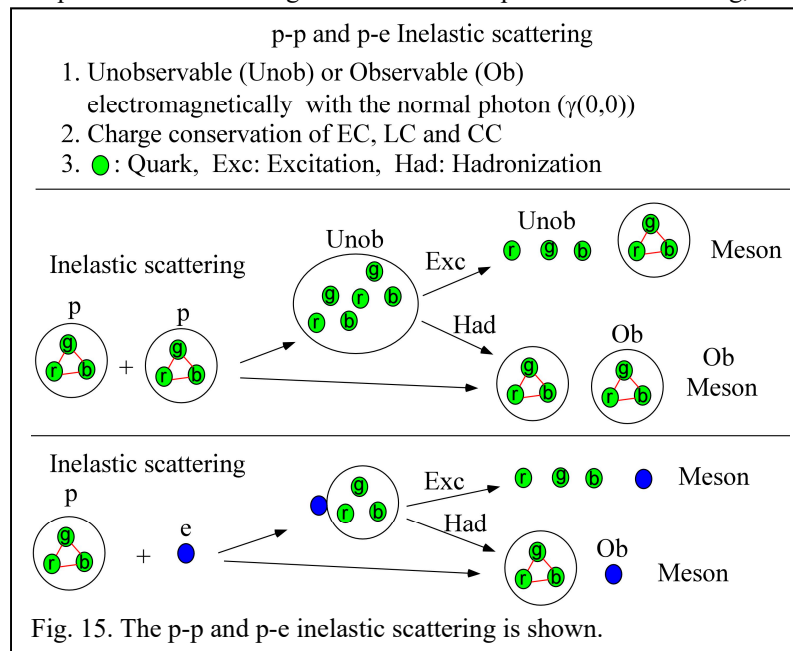 p-p and p-e Inelastic scattering
1. Unobservable (Unob) or Observable (Ob)
electromagnetically with the normal photon (γ(0,0))
2. Charge conservation of EC, LC and CC
3. : Quark, Exc: Excitation, Had: Hadronization
Unob
Unob
g
r g b
r b
Meson
Exc
Inelastic scattering
p
p
g
g r b
r b
Had
g
r b
+
g
r b
Ob
g
r b
g
r b
Ob
Meson
Inelastic scattering
p
g
r b
+
e
g
r b
Exc
r g b
Meson
Had
g
r b
Ob
Meson
Fig. 15. The p-p and p-e inelastic scattering is shown.